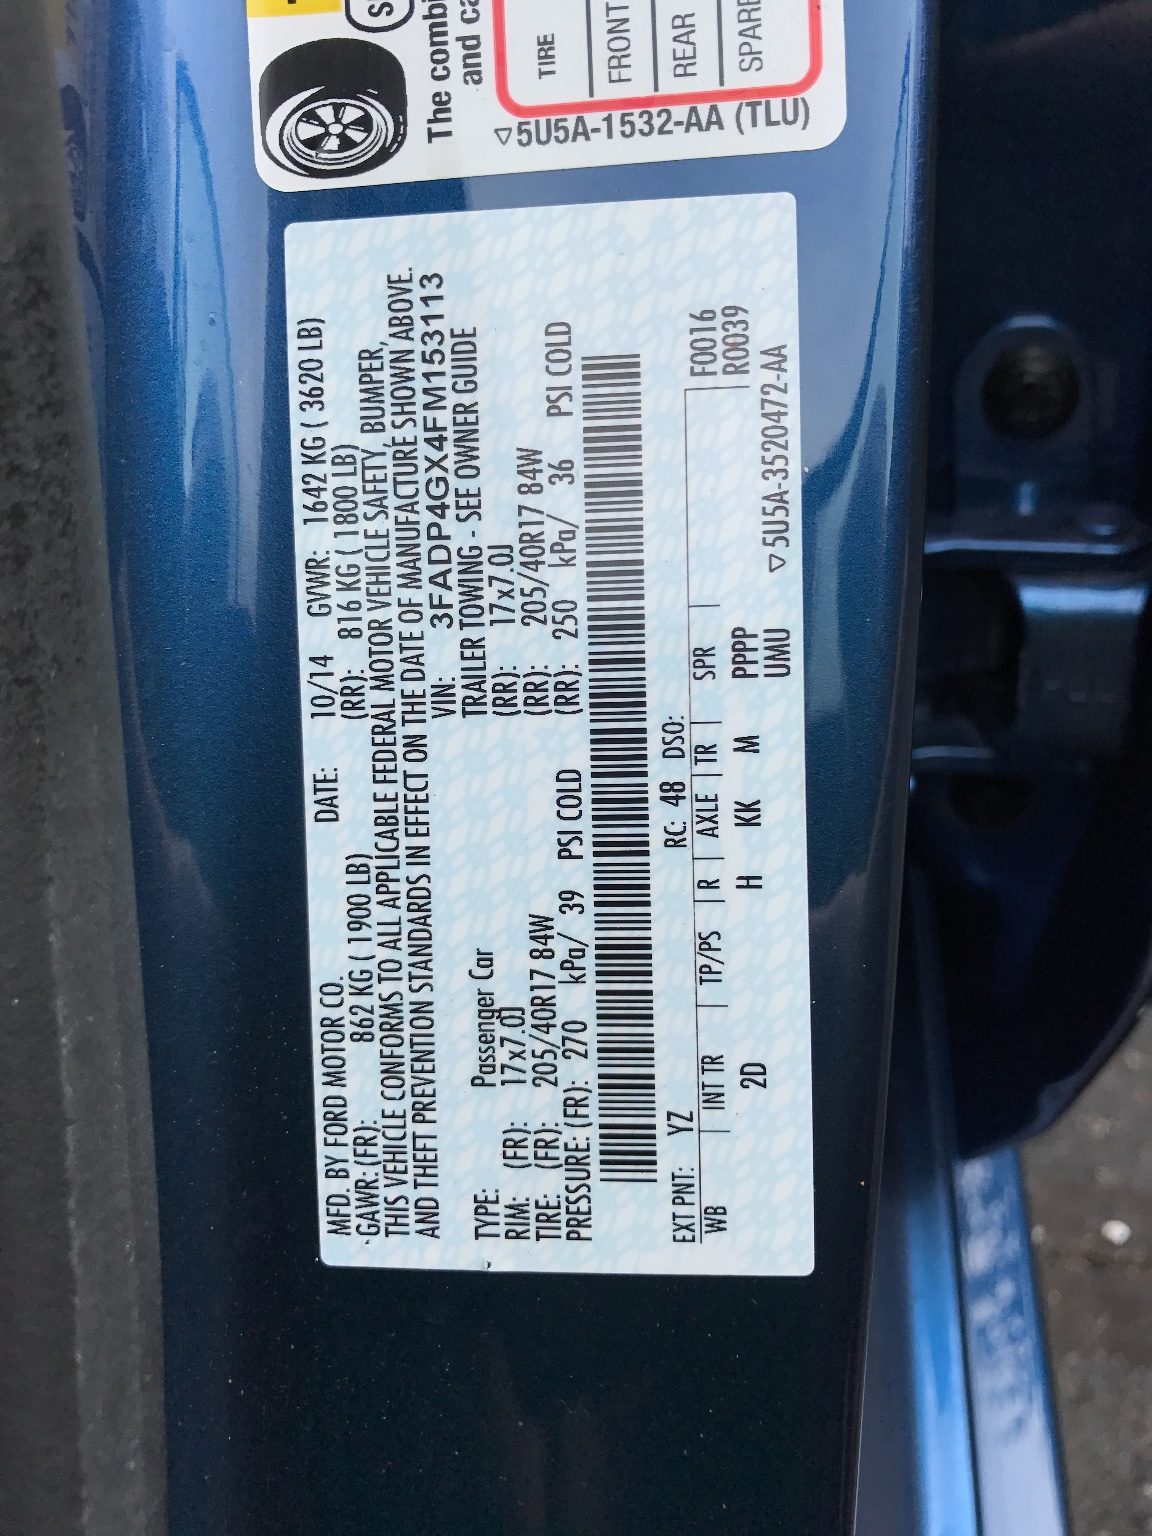 The combi
and ca
TIRE
FRONT
REAR
SPARE
5U5A-1532-AA (TLU)
MFD. BY FORD MOTOR CO. DATE: 10/14 GVWR: 1642 KG ( 3620 LB)
GAWR: (FR): 862 KG ( 1900 LB) (RR): 816 KG ( 1800 LB)
THIS VEHICLE CONFORMS TO ALL APPLICABLE FEDERAL MOTOR VEHICLE SAFETY, BUMPER,
AND THEFT PREVENTION STANDARDS IN EFFECT ON THE DATE OF MANUFACTURE SHOWN ABOVE.
VIN: 3FADP4GX4FM153113
TYPE: Passenger Car TRAILER TOWING - SEE OWNER GUIDE
RIM: (FR): 17x7.0J (RR): 17x7.0J
TIRE: (FR): 205/40R17 84W (RR): 205/40R17 84W
PRESSURE: (FR): 270 kPa/ 39 PSI COLD (RR): 250 kPa/ 36 PSI COLD
EXT PNT: YZ RC: 48 DSO: F00016
WB INT TR TP/PS R AXLE TR SPR R0039
2D H KK M PPPP
UMU 5U5A-3520472-AA